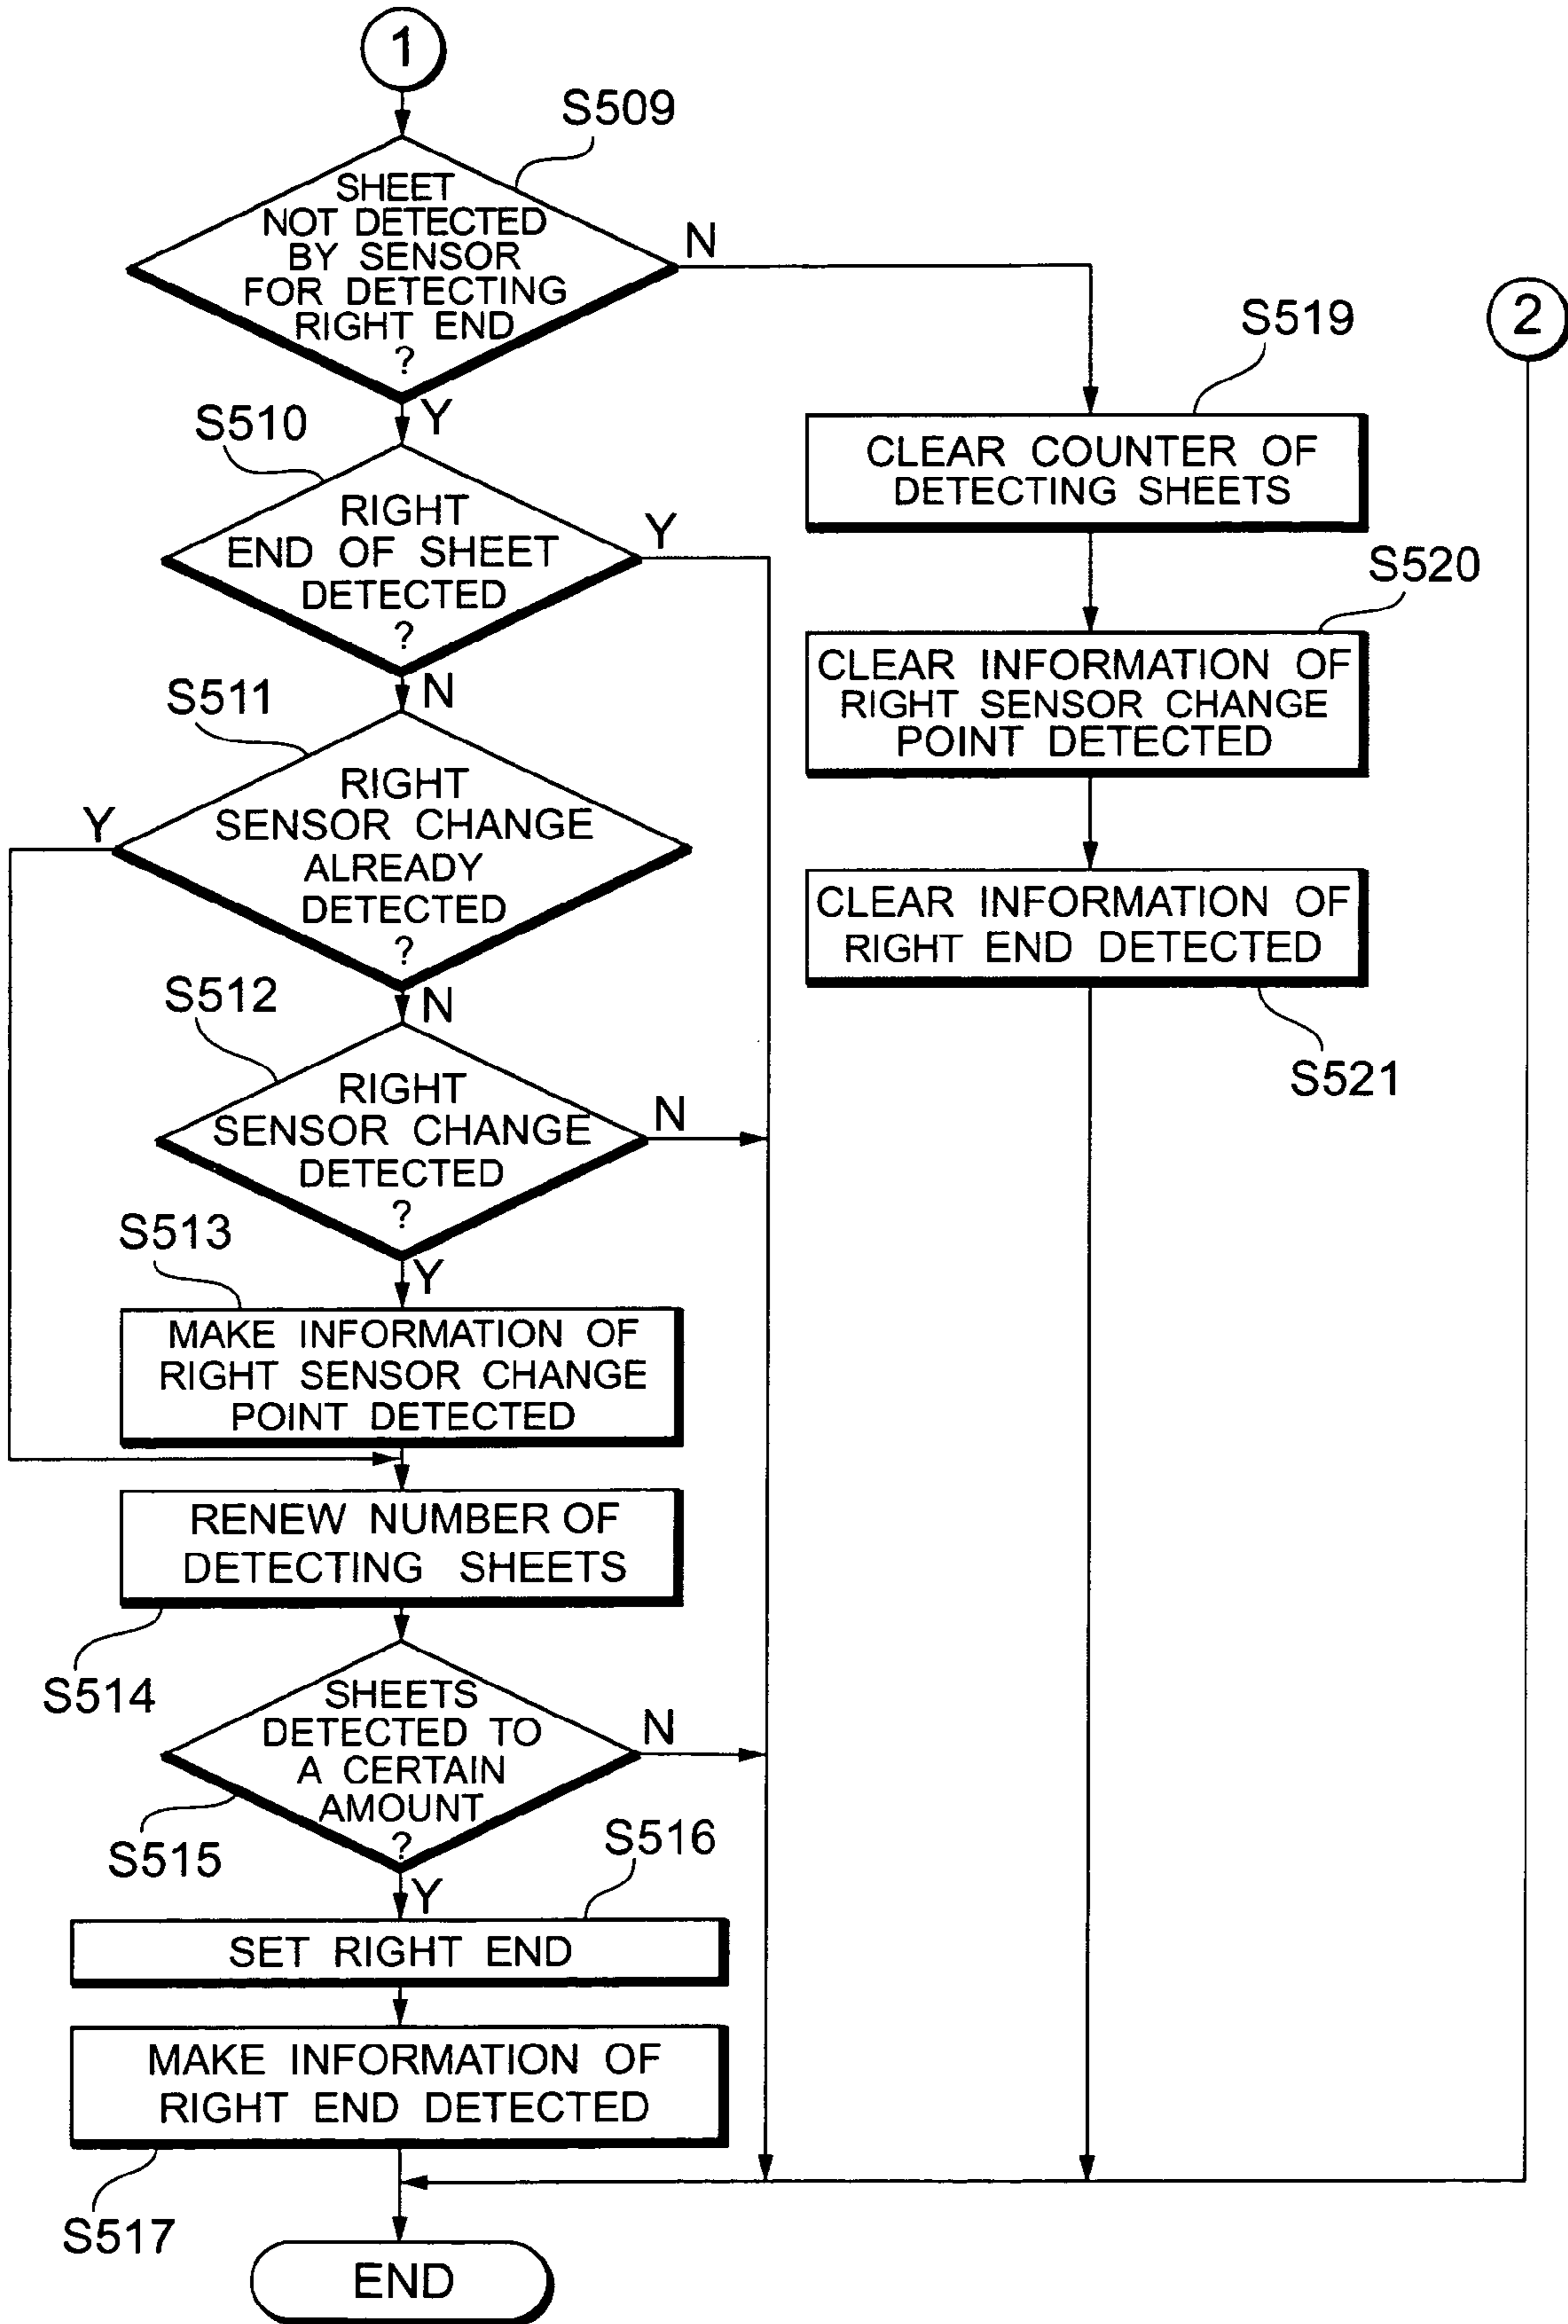 1
S509
SHEET
NOT DETECTED
BY SENSOR
FOR DETECTING
RIGHT END
?
N
Y
S510
RIGHT
END OF SHEET
DETECTED
?
Y
N
S511
RIGHT
SENSOR CHANGE
ALREADY
DETECTED
?
Y
N
S512
RIGHT
SENSOR CHANGE
DETECTED
?
N
Y
S513
MAKE INFORMATION OF
RIGHT SENSOR CHANGE
POINT DETECTED
RENEW NUMBER OF
DETECTING SHEETS
S514
SHEETS
DETECTED TO
A CERTAIN
AMOUNT
?
N
Y
S515
S516
SET RIGHT END
MAKE INFORMATION OF
RIGHT END DETECTED
S517
END
S519
CLEAR COUNTER OF
DETECTING SHEETS
S520
CLEAR INFORMATION OF
RIGHT SENSOR CHANGE
POINT DETECTED
CLEAR INFORMATION OF
RIGHT END DETECTED
S521
2